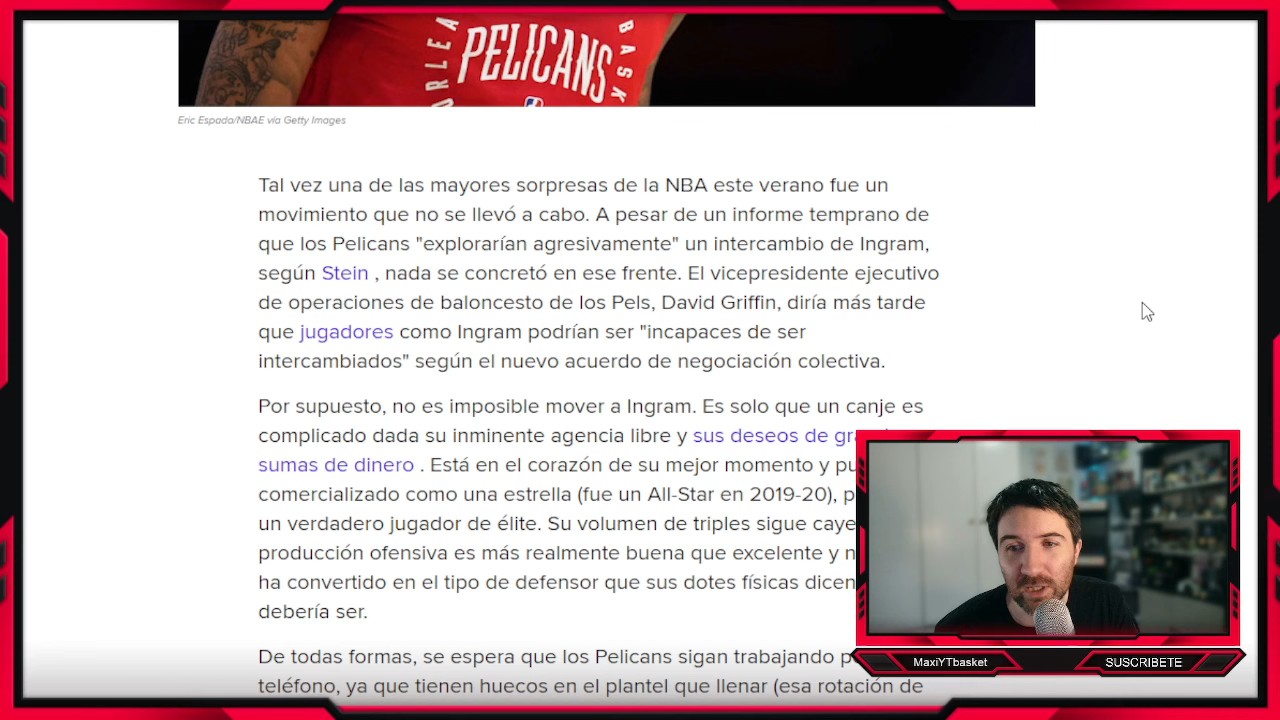 ORLEA
PELICANS
BASK
Eric Espada/NBAE via Getty Images
Tal vez una de las mayores sorpresas de la NBA este verano fue un
movimiento que no se llevó a cabo. A pesar de un informe temprano de
que los Pelicans "explorarían agresivamente" un intercambio de Ingram,
según Stein , nada se concretó en ese frente. El vicepresidente ejecutivo
de operaciones de baloncesto de los Pels, David Griffin, diría más tarde
que jugadores como Ingram podrían ser "incapaces de ser
intercambiados" según el nuevo acuerdo de negociación colectiva.
Por supuesto, no es imposible mover a Ingram. Es solo que un canje es
complicado dada su inminente agencia libre y sus deseos de
sumas de dinero . Está en el corazón de su mejor momento y
comercializado como una estrella (fue un All-Star en 2019-20),
un verdadero jugador de élite. Su volumen de triples sigue
producción ofensiva es más realmente buena que excelente y
ha convertido en el tipo de defensor que sus dotes físicas dicen
debería ser.
De todas formas, se espera que los Pelicans sigan trabajando
teléfono, ya que tienen huecos en el plantel que llenar (esa rotación de
MaxiYTbasket
SUSCRIBETE